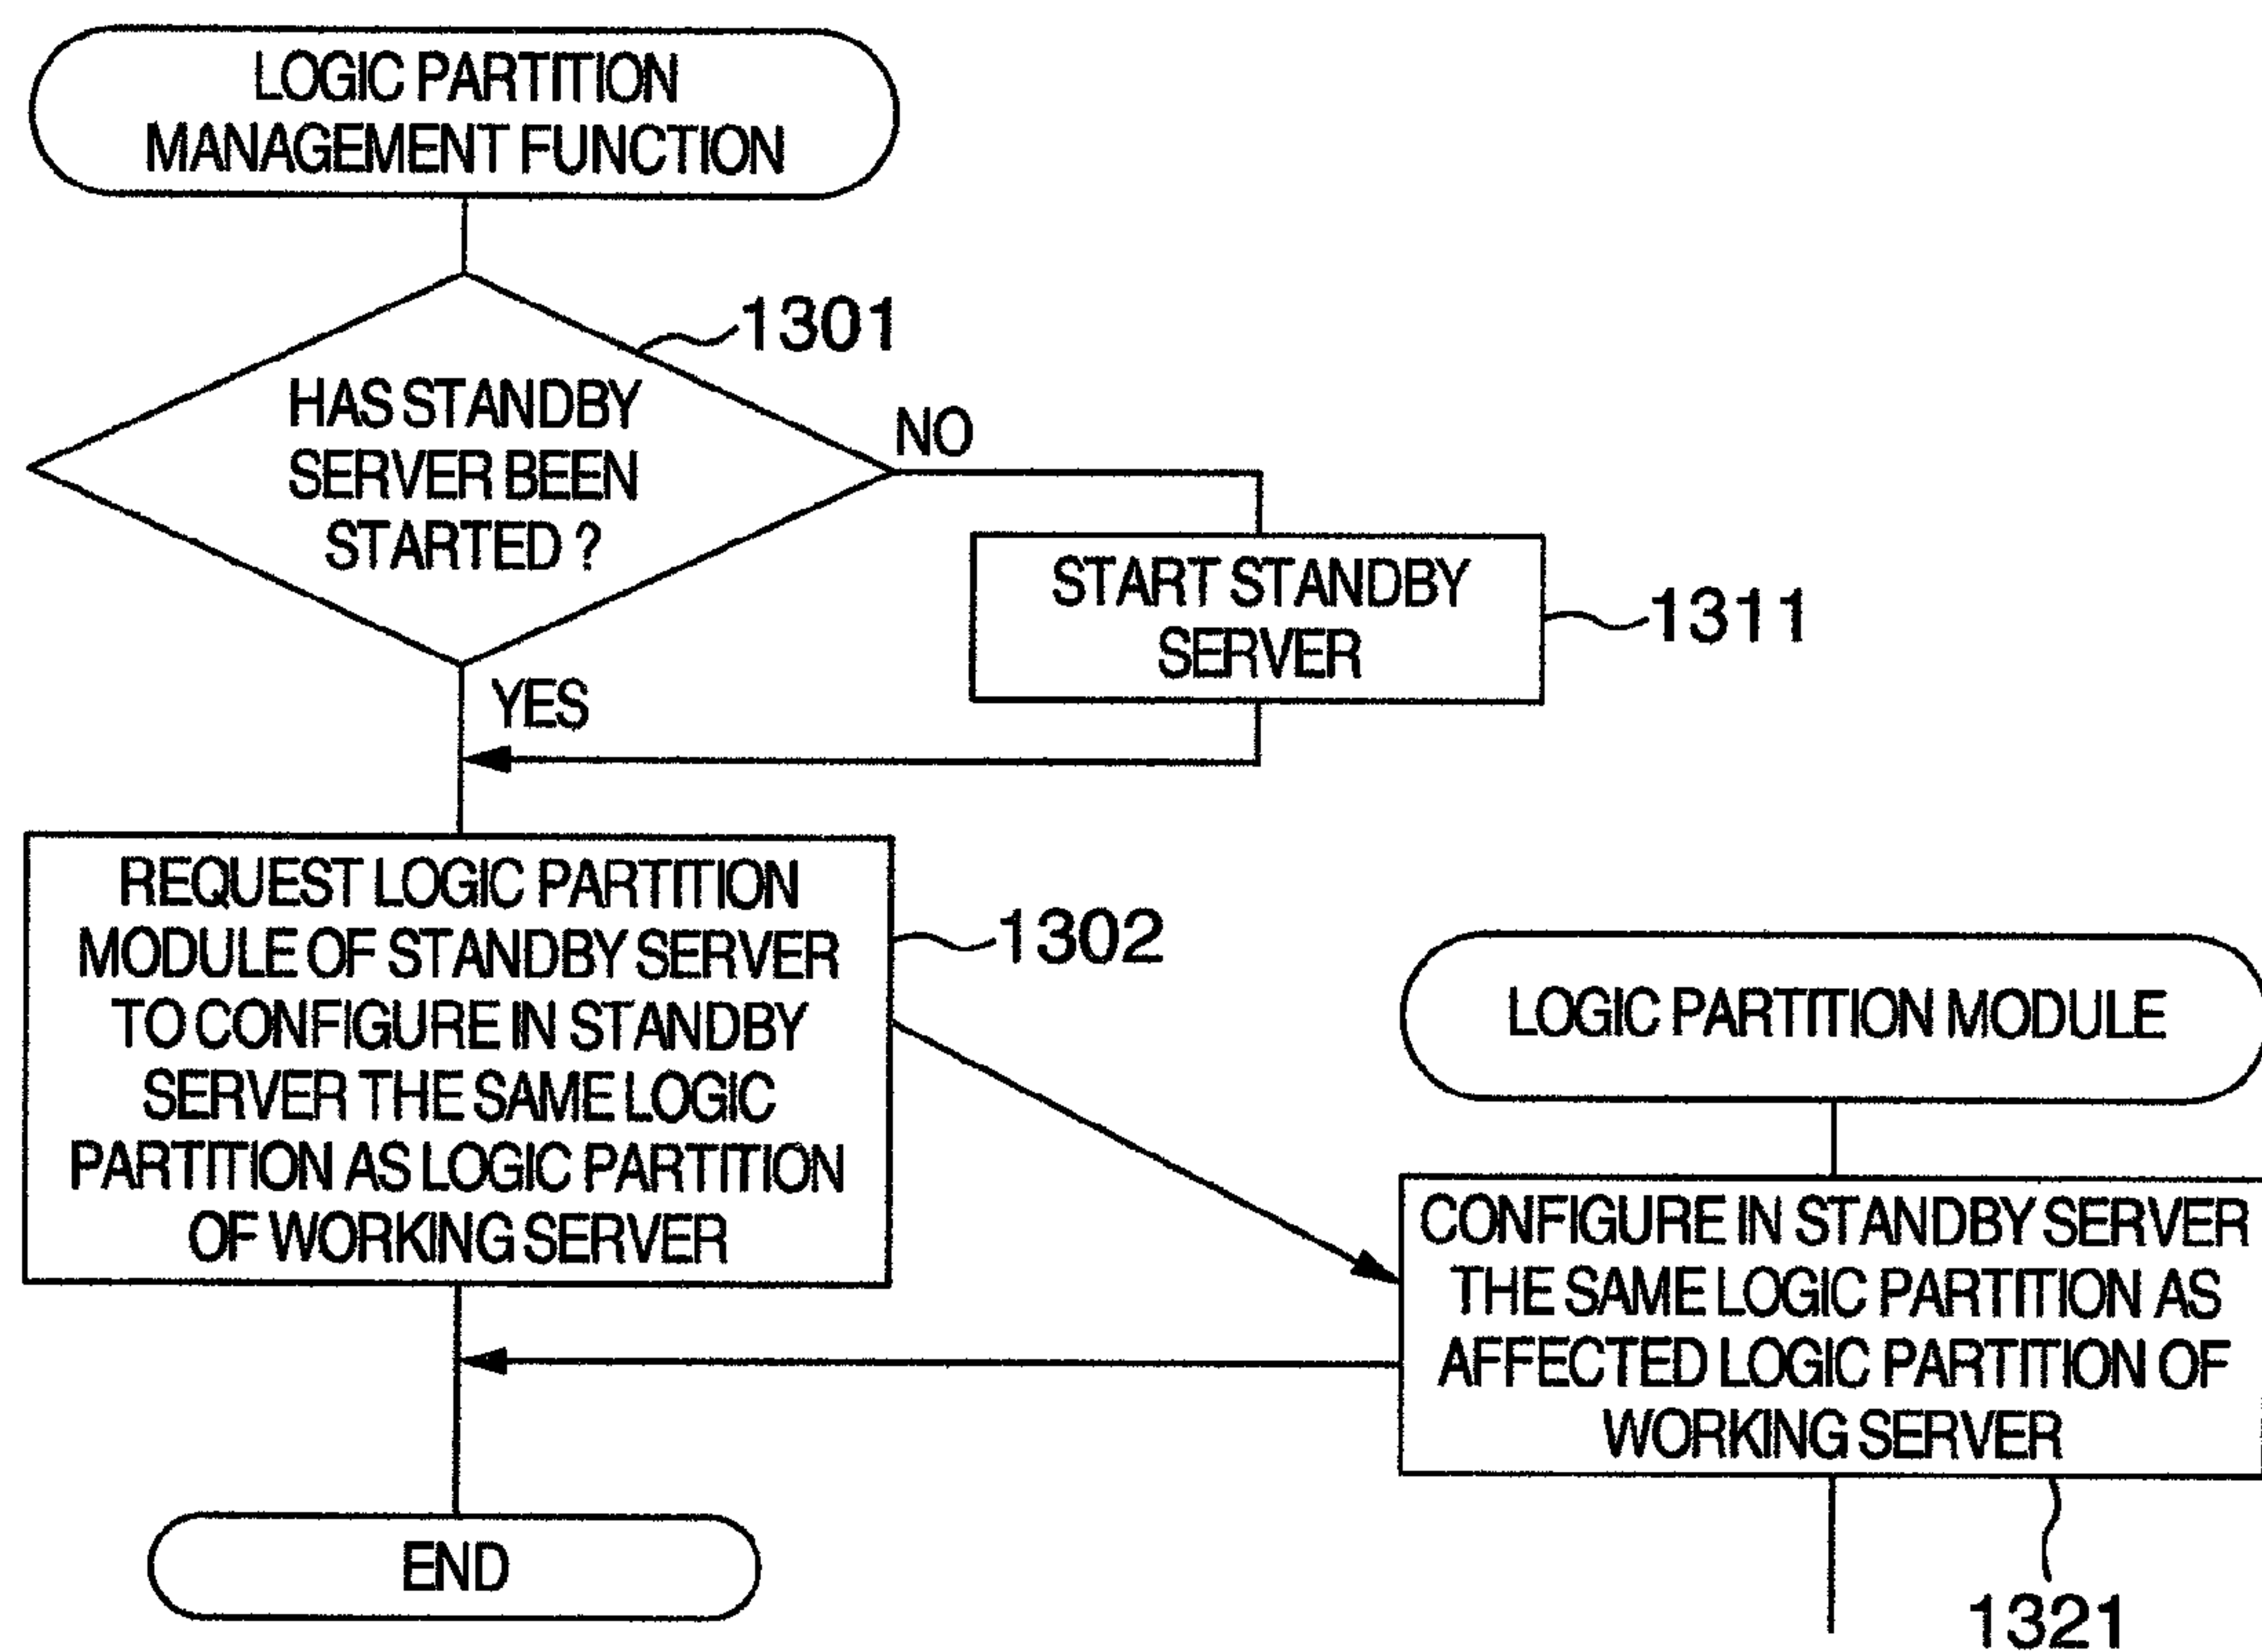 LOGIC PARTITION
MANAGEMENT FUNCTION
1301
HAS STANDBY
SERVER BEEN
STARTED ?
NO
START STANDBY
SERVER
1311
YES
REQUEST LOGIC PARTITION
MODULE OF STANDBY SERVER
TO CONFIGURE IN STANDBY
SERVER THE SAME LOGIC
PARTITION AS LOGIC PARTITION
OF WORKING SERVER
1302
LOGIC PARTITION MODULE
CONFIGURE IN STANDBY SERVER
THE SAME LOGIC PARTITION AS
AFFECTED LOGIC PARTITION OF
WORKING SERVER
1321
END